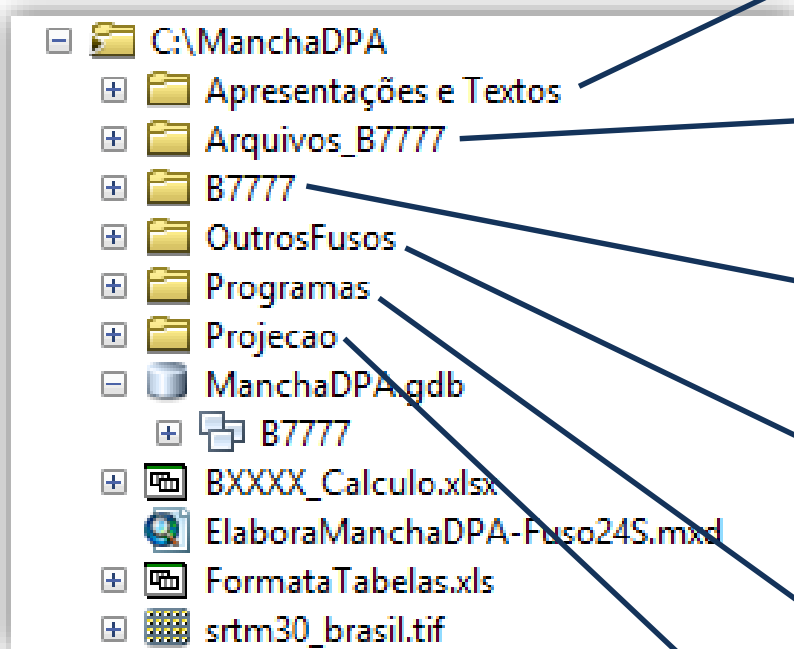 C:\ManchaDPA
Apresentações e Textos
Arquivos_B7777
B7777
OutrosFusos
Programas
Projecao
ManchaDPA.gdb
B7777
BXXXX_Calculo.xlsx
ElaboraManchaDPA-Fuso24S.mxd
FormataTabelas.xls
srtm30_brasil.tif